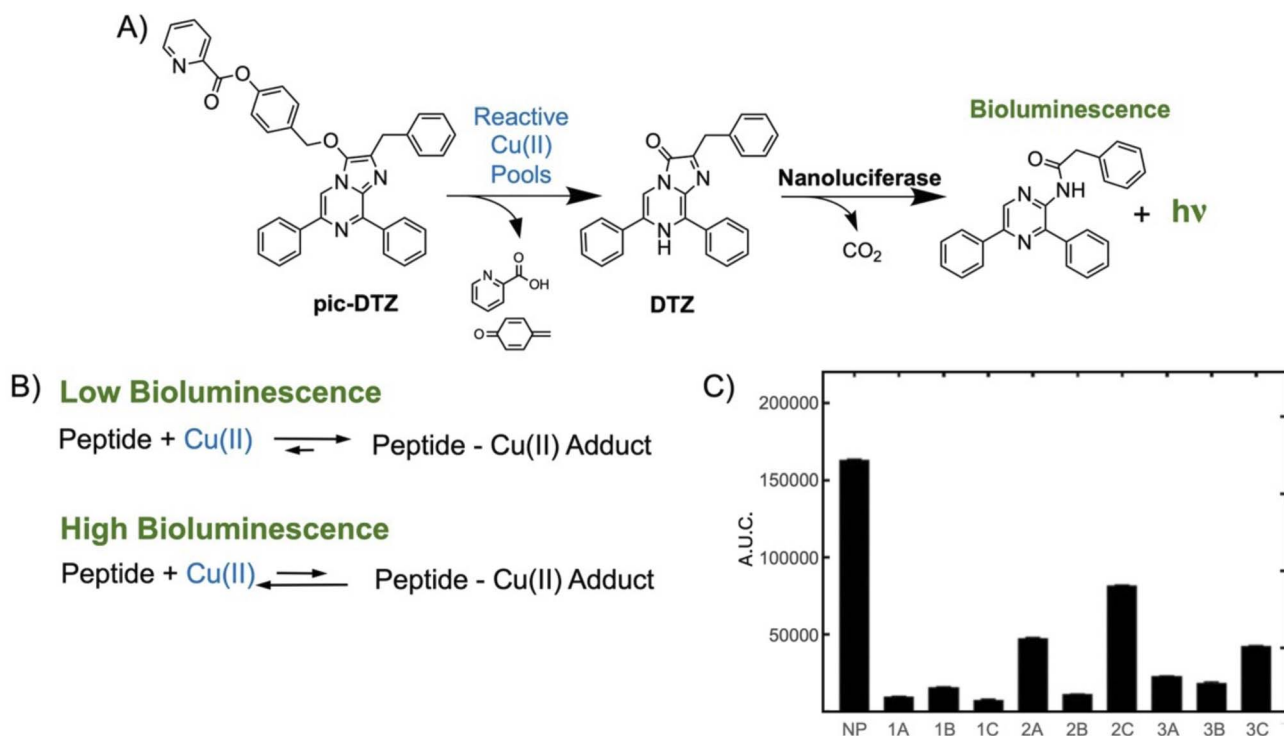 A)
N
O
O
O
N
N
N
pic-DTZ
Reactive
Cu(II)
Pools
N
O
OH
O
O
N
N
N
H
DTZ
Nanoluciferase
CO2
Bioluminescence
O
NH
N
N
+ hν
B)
Low Bioluminescence
Peptide + Cu(II)
Peptide - Cu(II) Adduct
High Bioluminescence
Peptide + Cu(II)
Peptide - Cu(II) Adduct
C)
A.U.C.
200000
150000
100000
50000
NP 1A 1B 1C 2A 2B 2C 3A 3B 3C